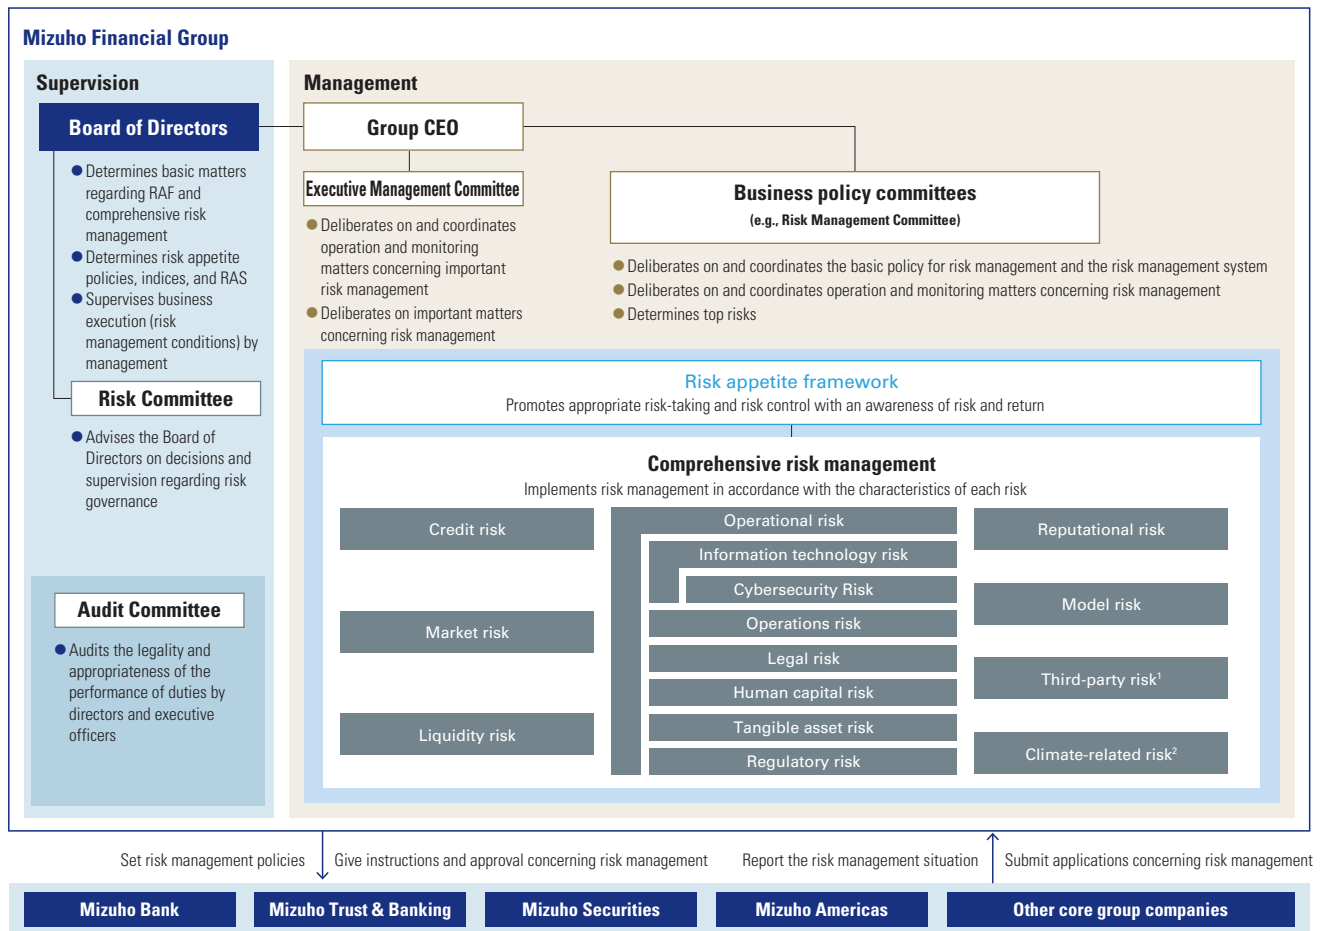 Mizuho Financial Group
Supervision
Board of Directors
● Determines basic matters
regarding RAF and
comprehensive risk
management
● Determines risk appetite
policies, indices, and RAS
● Supervises business
execution (risk
management conditions) by
management
Risk Committee
● Advises the Board of
Directors on decisions and
supervision regarding risk
governance
Audit Committee
● Audits the legality and
appropriateness of the
performance of duties by
directors and executive
officers
Management
Group CEO
Executive Management Committee
● Deliberates on and coordinates
operation and monitoring
matters concerning important
risk management
● Deliberates on important matters
concerning risk management
Business policy committees
(e.g., Risk Management Committee)
● Deliberates on and coordinates the basic policy for risk management and the risk management system
● Deliberates on and coordinates operation and monitoring matters concerning risk management
● Determines top risks
Risk appetite framework
Promotes appropriate risk-taking and risk control with an awareness of risk and return
Comprehensive risk management
Implements risk management in accordance with the characteristics of each risk
Credit risk
Market risk
Liquidity risk
Operational risk
Information technology risk
Cybersecurity Risk
Operations risk
Legal risk
Human capital risk
Tangible asset risk
Regulatory risk
Reputational risk
Model risk
Third-party risk¹
Climate-related risk²
Set risk management policies
Give instructions and approval concerning risk management
Report the risk management situation
Submit applications concerning risk management
Mizuho Bank
Mizuho Trust & Banking
Mizuho Securities
Mizuho Americas
Other core group companies